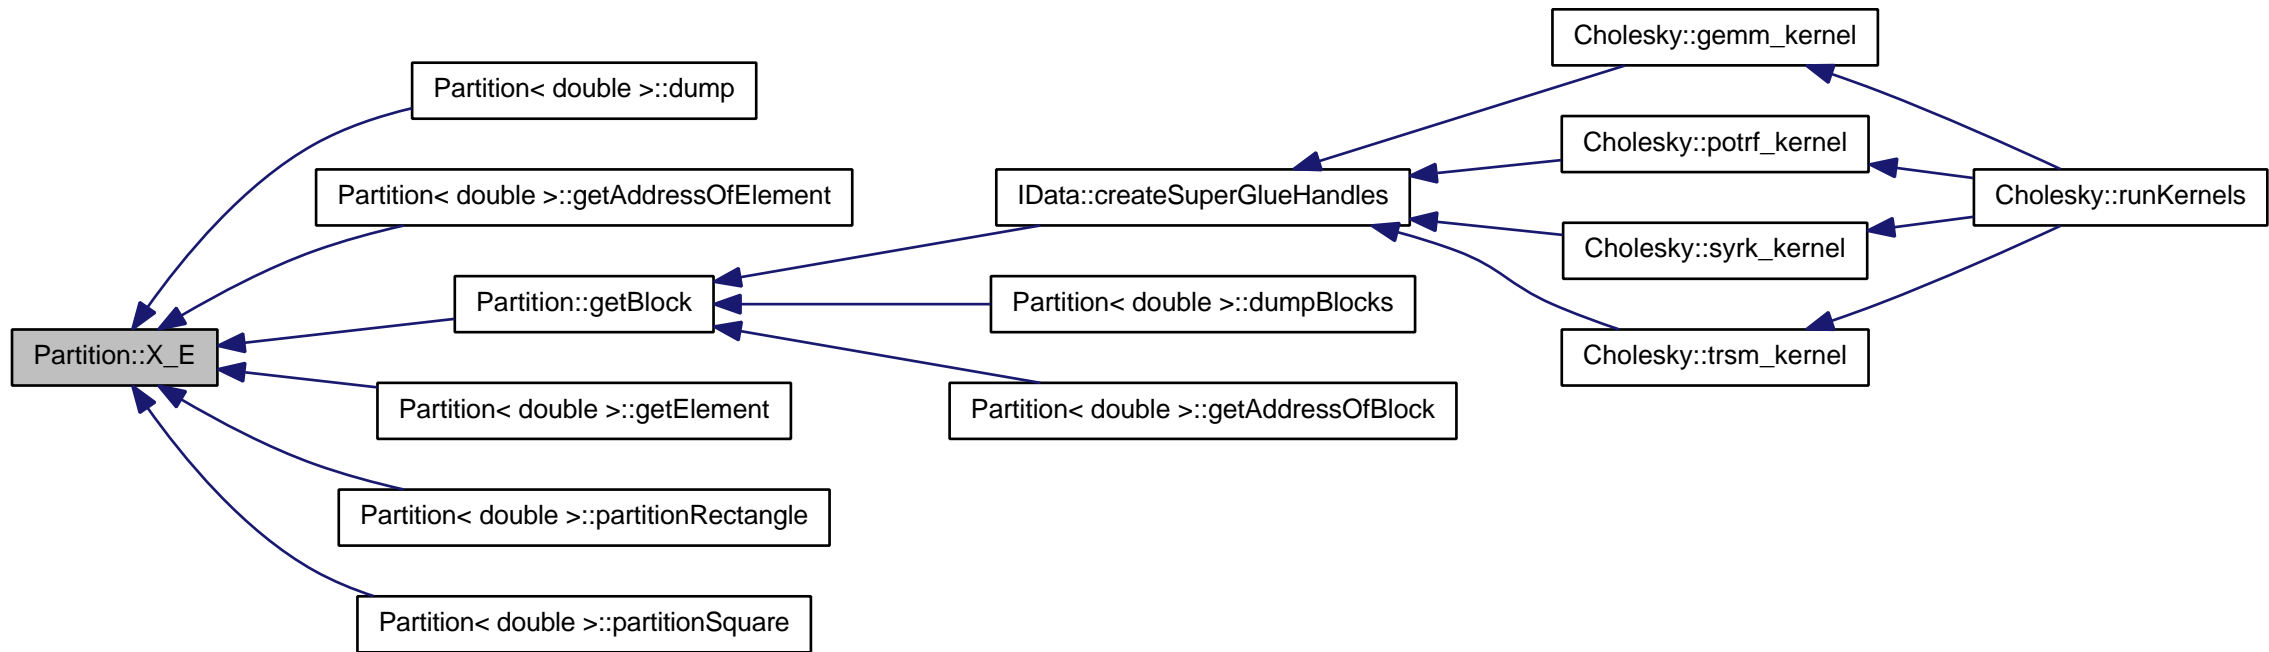 Partition::X_E
Partition< double >::dump
Partition< double >::getAddressOfElement
Partition::getBlock
Partition< double >::getElement
Partition< double >::partitionRectangle
Partition< double >::partitionSquare
IData::createSuperGlueHandles
Partition< double >::dumpBlocks
Partition< double >::getAddressOfBlock
Cholesky::gemm_kernel
Cholesky::potrf_kernel
Cholesky::syrk_kernel
Cholesky::trsm_kernel
Cholesky::runKernels